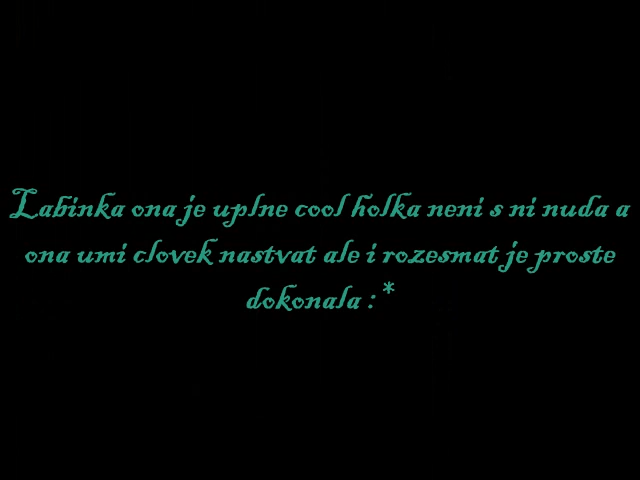 Labinka ona je uplne cool holka neni s ni nuda a
ona umi clovek nastvat ale i rozesmat je proste
dokonala :*